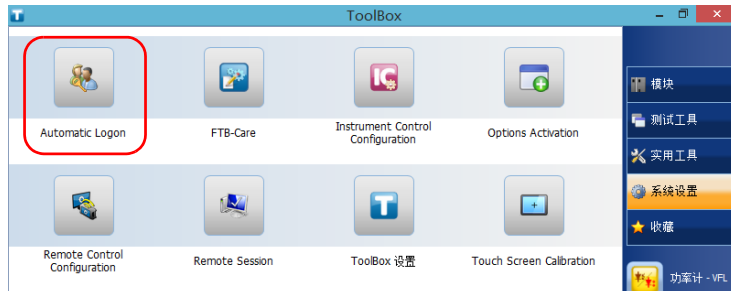 ToolBox
Automatic Logon
FTB-Care
Instrument Control
Configuration
Options Activation
Remote Control
Configuration
Remote Session
ToolBox 设置
Touch Screen Calibration
模块
测试工具
实用工具
系统设置
收藏
功率计 - VFL